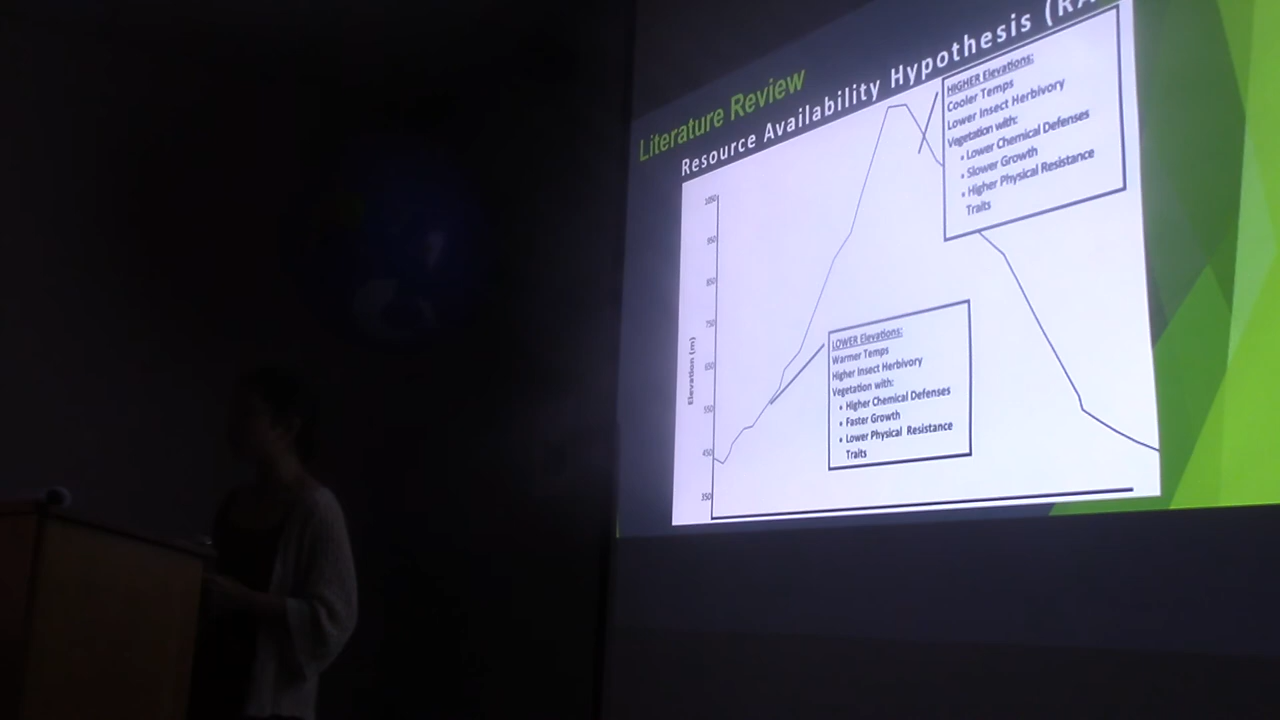 Literature Review
Resource Availability Hypothesis (RA
HIGHER Elevations:
Cooler Temps
Lower Insect Herbivory
Vegetation with:
• Lower Chemical Defenses
• Slower Growth
• Higher Physical Resistance
Traits
1050
950
850
750
650
550
450
350
Elevation (m)
LOWER Elevations:
Warmer Temps
Higher Insect Herbivory
Vegetation with:
• Higher Chemical Defenses
• Faster Growth
• Lower Physical Resistance
Traits